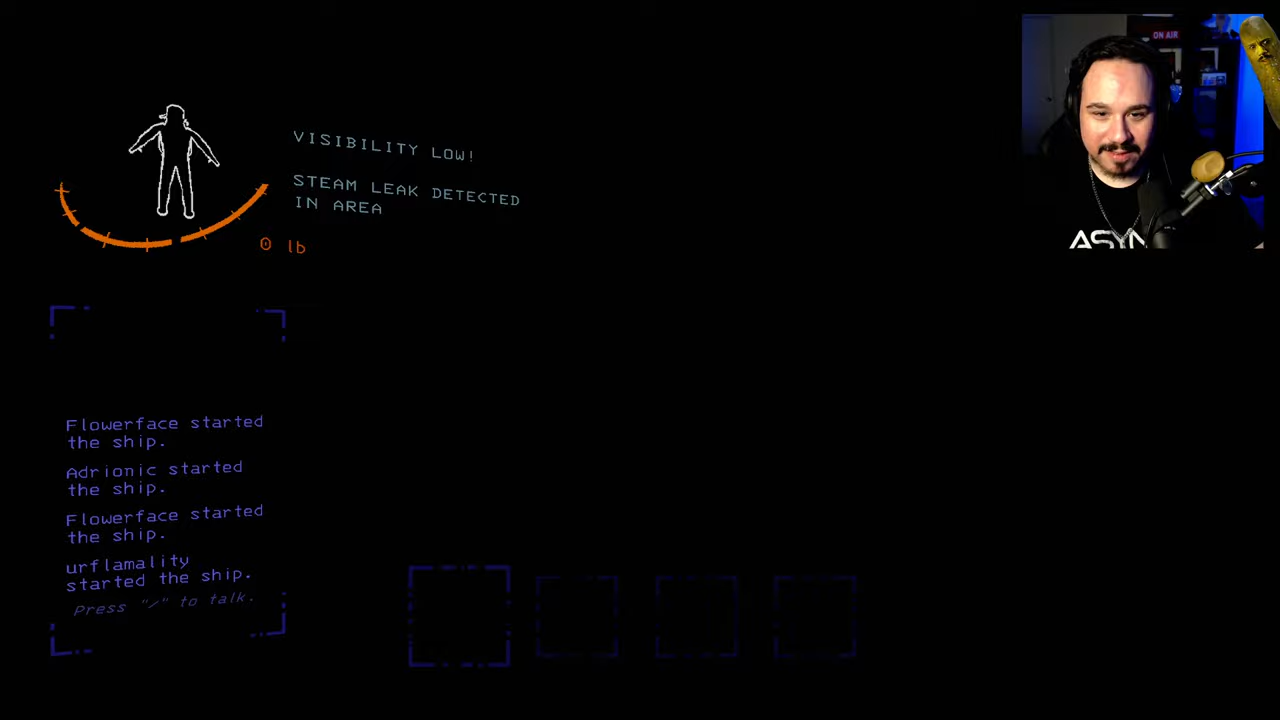 ON AIR
VISIBILITY LOW!
STEAM LEAK DETECTED
IN AREA
0 lb
ASYN
Flowerface started
the ship.
Adrionic started
the ship.
Flowerface started
the ship.
urflamality
started the ship.
Press "/" to talk.